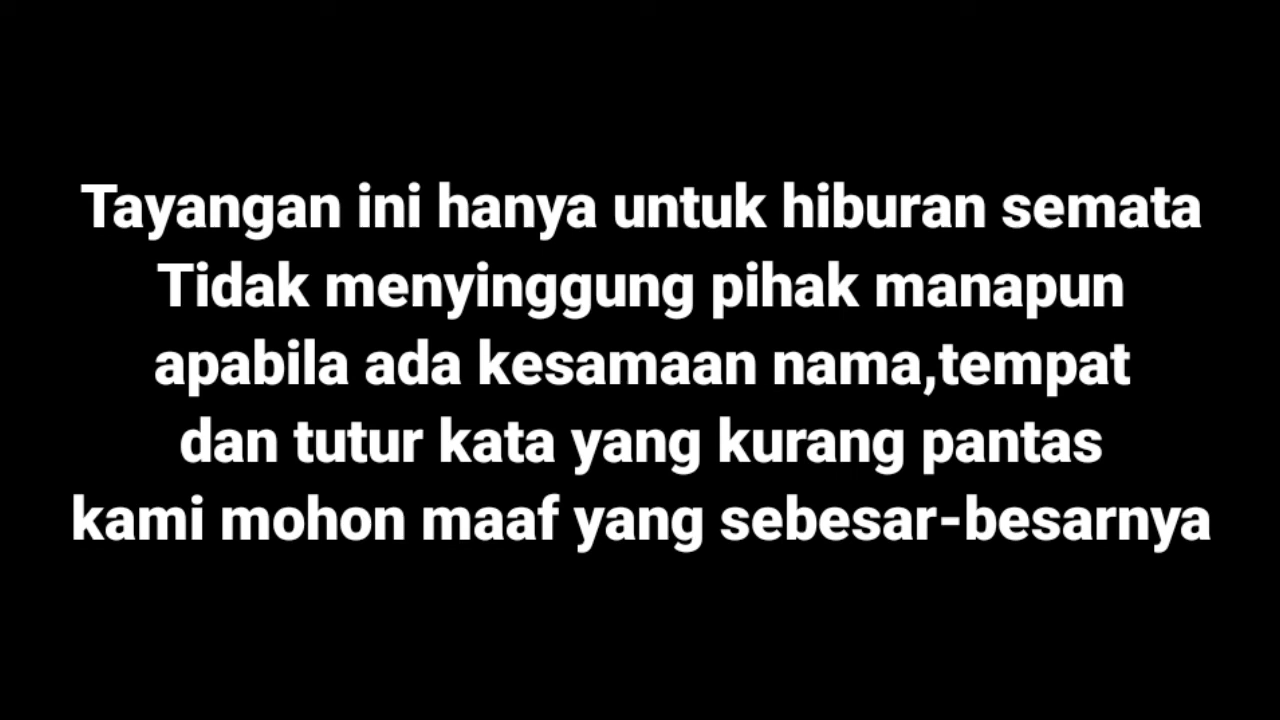 Tayangan ini hanya untuk hiburan semata
Tidak menyinggung pihak manapun
apabila ada kesamaan nama,tempat
dan tutur kata yang kurang pantas
kami mohon maaf yang sebesar-besarnya